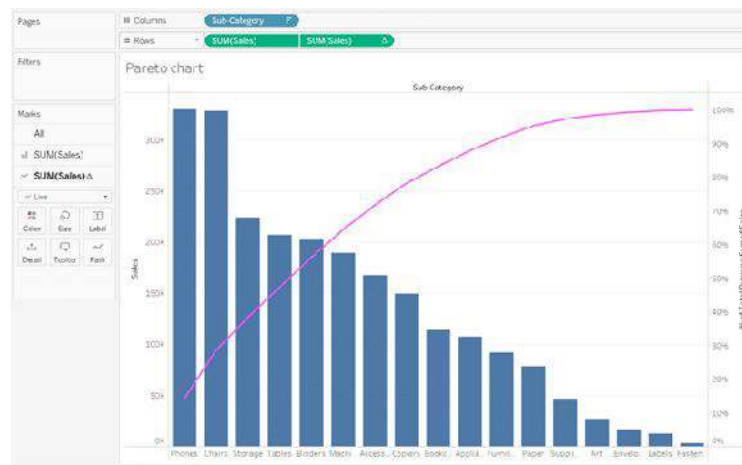 Pages
Columns
Sub-Category
Rows
SUM(Sales)
SUM(Sales) Δ
Filters
Marks
All
SUM(Sales)
SUM(Sales) Δ
Line
Color
Size
Label
Detail
Tooltip
Path
Pareto chart
Sub-Category
Sales
300K
250K
200K
150K
100K
50K
0K
100%
90%
80%
70%
60%
50%
40%
30%
20%
10%
0%
Phones Chairs Storage Tables Binders Machi.. Access.. Copiers Booke.. Applia.. Furnis.. Paper Suppli.. Art Envelo.. Labels Fasten